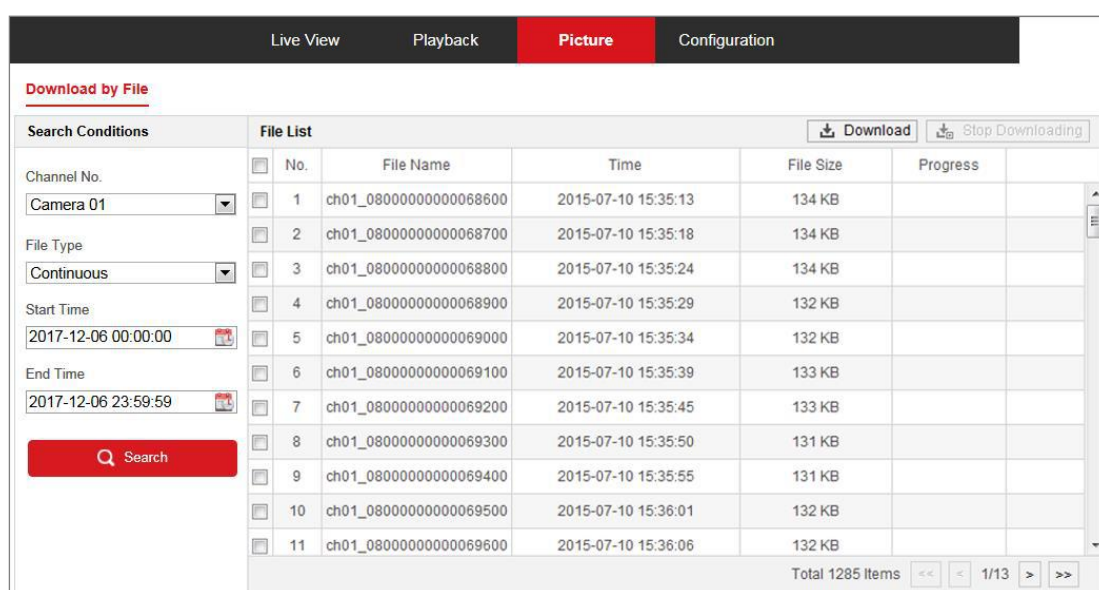 Live View Playback Picture Configuration
Download by File
Search Conditions
Channel No.
Camera 01
File Type
Continuous
Start Time
2017-12-06 00:00:00
End Time
2017-12-06 23:59:59
Search
File List Download Stop Downloading
No. File Name Time File Size Progress
1 ch01_08000000000068600 2015-07-10 15:35:13 134 KB
2 ch01_08000000000068700 2015-07-10 15:35:18 134 KB
3 ch01_08000000000068800 2015-07-10 15:35:24 134 KB
4 ch01_08000000000068900 2015-07-10 15:35:29 132 KB
5 ch01_08000000000069000 2015-07-10 15:35:34 132 KB
6 ch01_08000000000069100 2015-07-10 15:35:39 133 KB
7 ch01_08000000000069200 2015-07-10 15:35:45 133 KB
8 ch01_08000000000069300 2015-07-10 15:35:50 131 KB
9 ch01_08000000000069400 2015-07-10 15:35:55 131 KB
10 ch01_08000000000069500 2015-07-10 15:36:01 132 KB
11 ch01_08000000000069600 2015-07-10 15:36:06 132 KB
Total 1285 Items << < 1/13 > >>